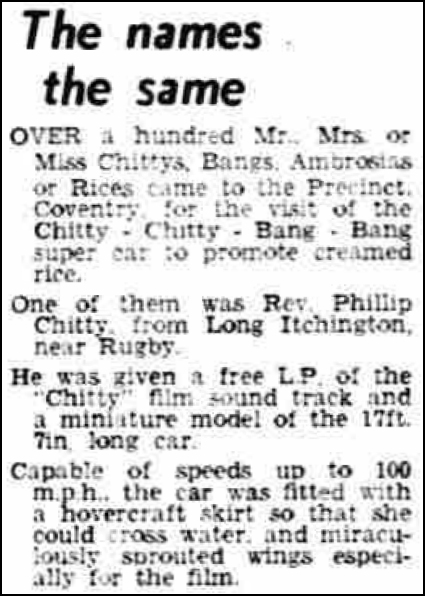 The names
the same
OVER a hundred Mr., Mrs. or
Miss Chittys, Bangs, Ambrosias
or Rices came to the Precinct,
Coventry, for the visit of the
Chitty - Chitty - Bang - Bang
super car to promote creamed
rice.
One of them was Rev. Phillip
Chitty, from Long Itchington,
near Rugby.
He was given a free L.P. of the
"Chitty" film sound track and
a miniature model of the 17ft.
7in. long car.
Capable of speeds up to 100
m.p.h., the car was fitted with
a hovercraft skirt so that she
could cross water, and miracu-
lously sprouted wings especi-
ally for the film.